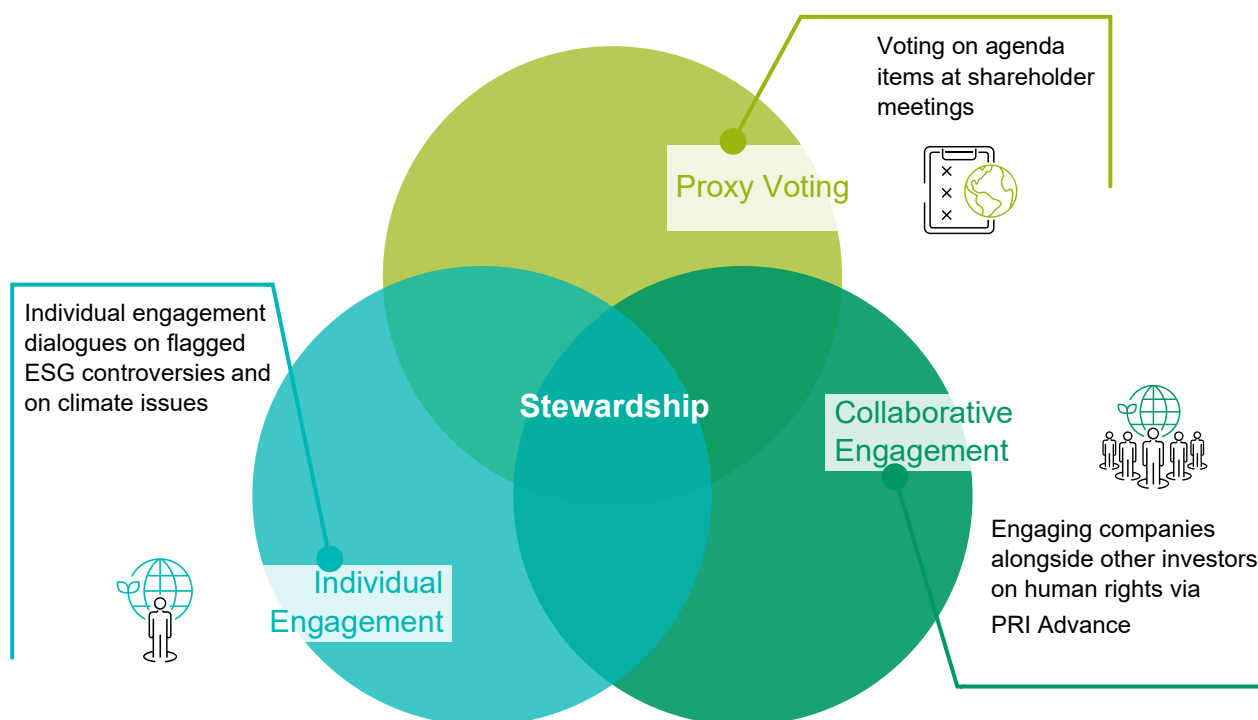 Voting on agenda
items at shareholder
meetings
Proxy Voting
Individual engagement
dialogues on flagged
ESG controversies and
on climate issues
Stewardship
Collaborative
Engagement
Engaging companies
alongside other investors
on human rights via
PRI Advance
Individual
Engagement